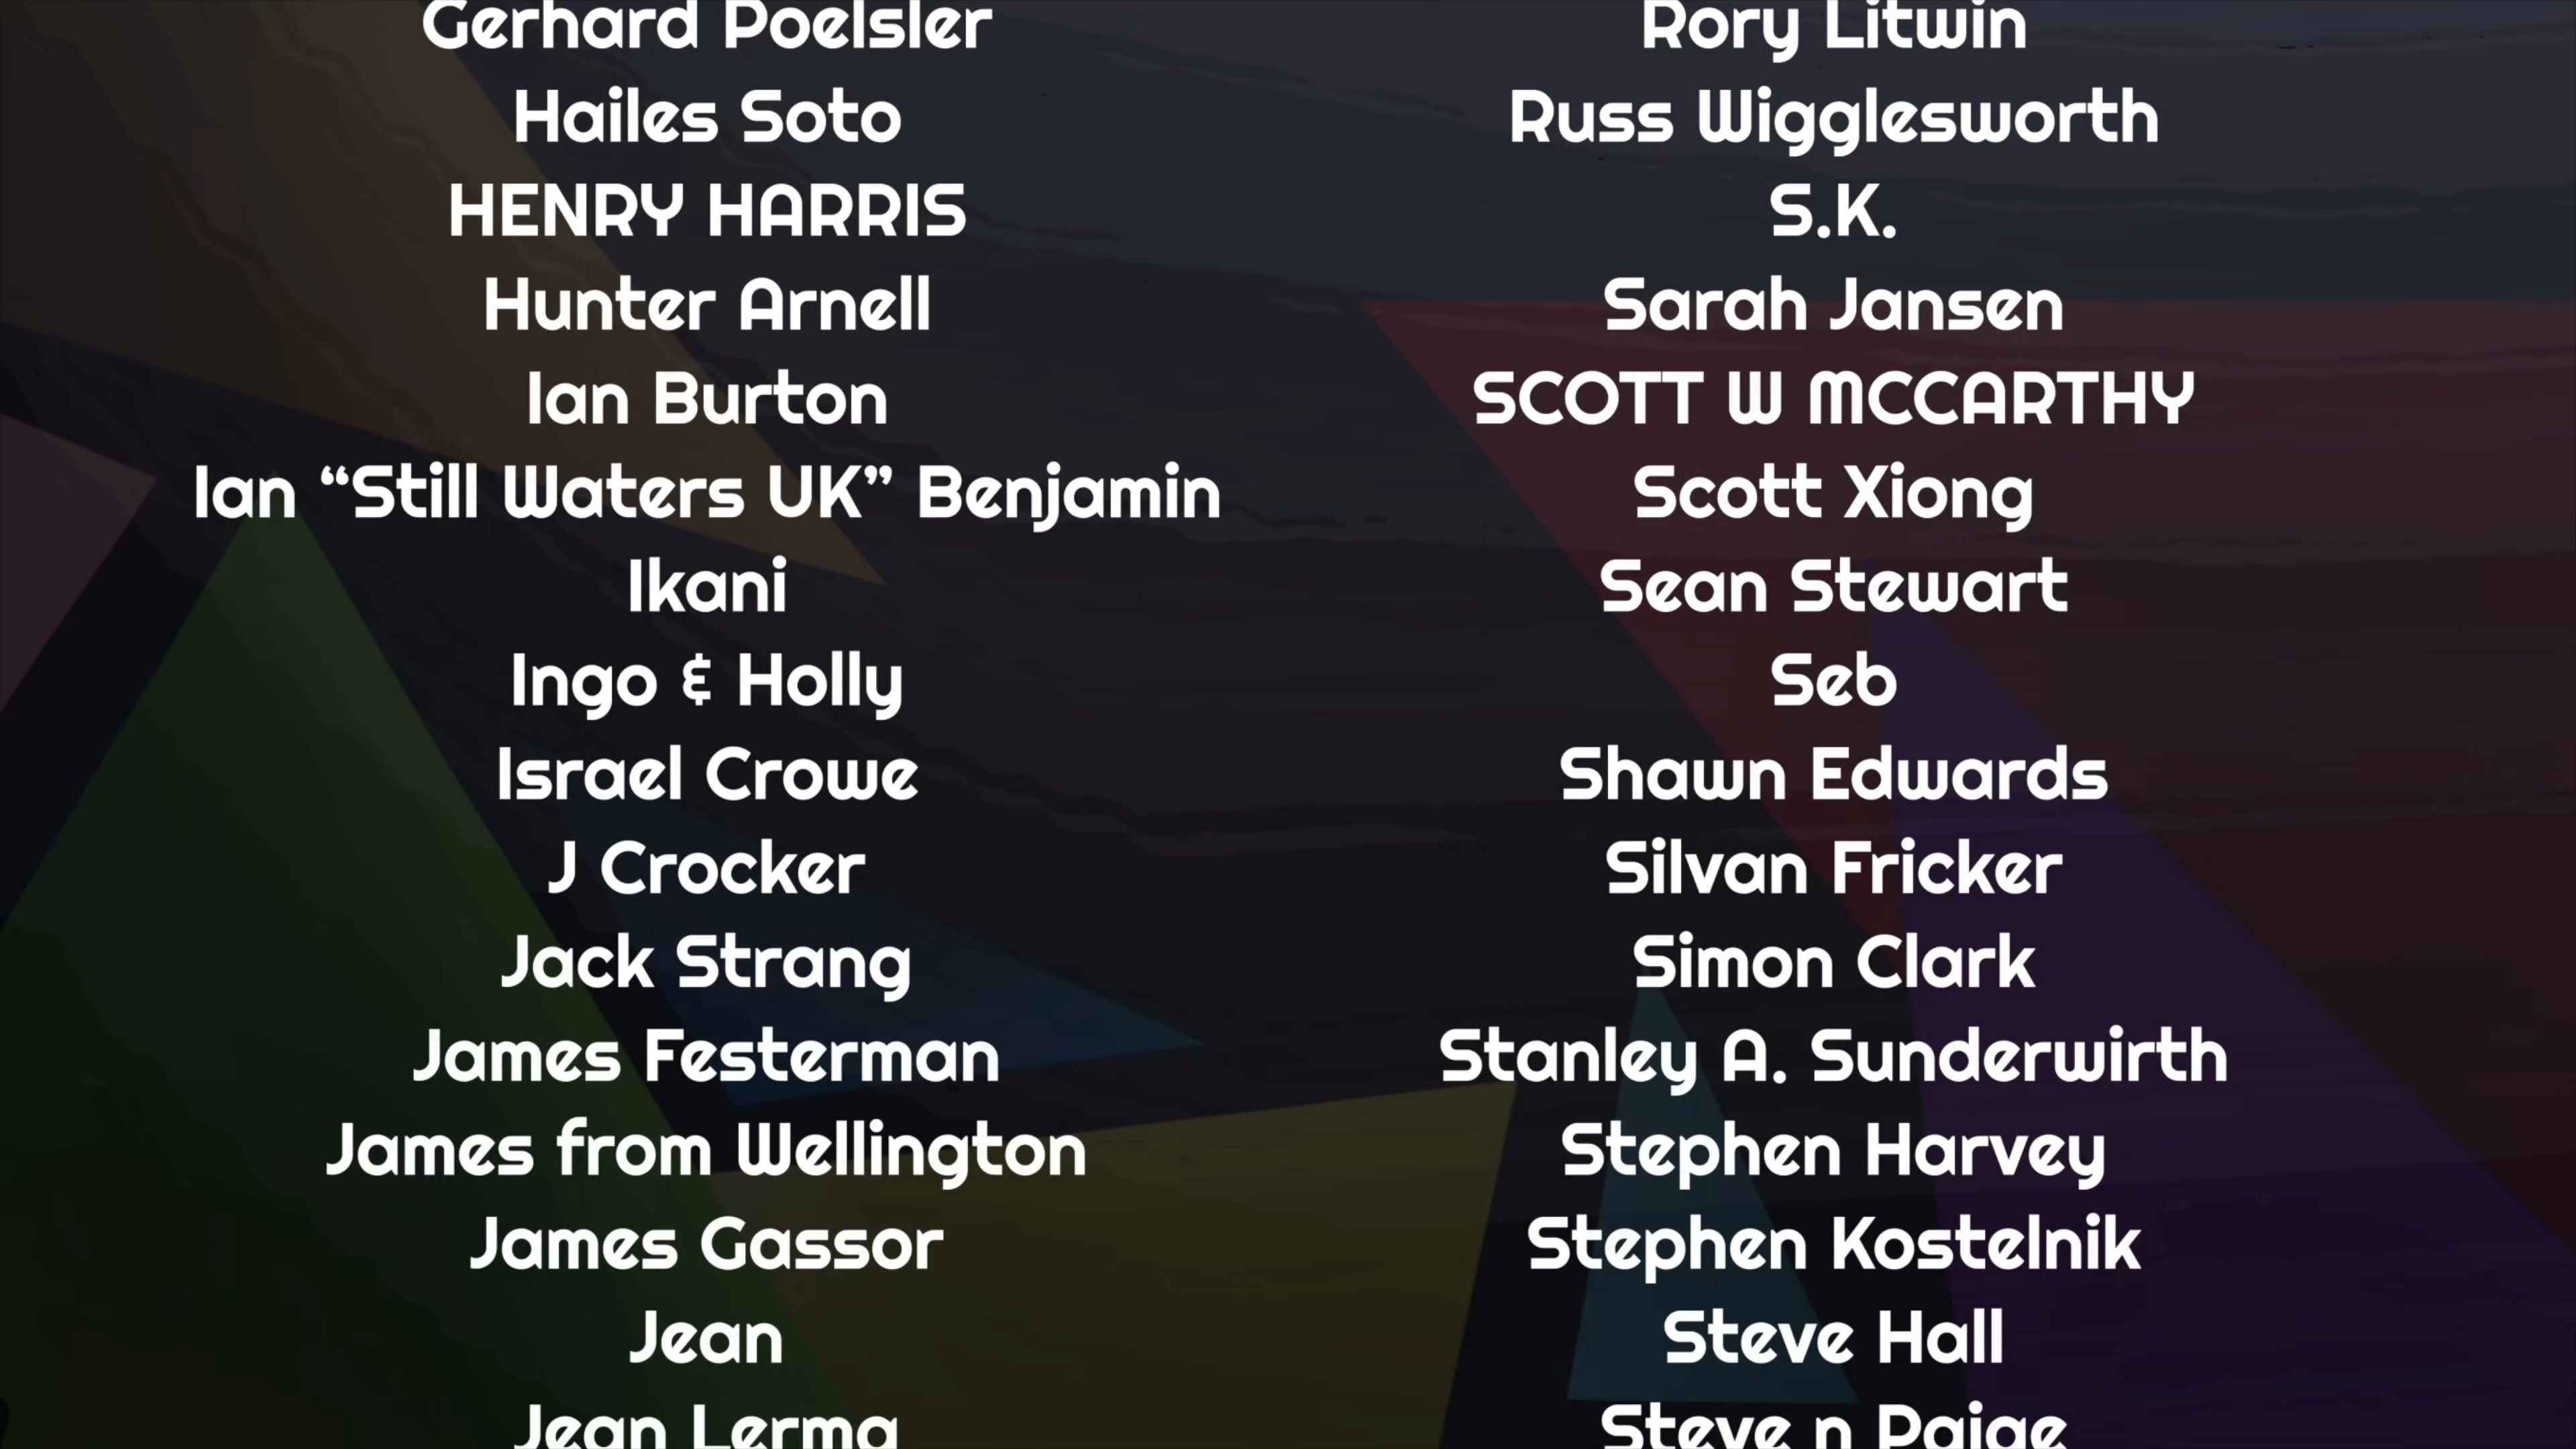 Gerhard Poelsler
Hailes Soto
HENRY HARRIS
Hunter Arnell
Ian Burton
Ian “Still Waters UK” Benjamin
Ikani
Ingo & Holly
Israel Crowe
J Crocker
Jack Strang
James Festerman
James from Wellington
James Gassor
Jean
Jean Lerma
Rory Litwin
Russ Wigglesworth
S.K.
Sarah Jansen
SCOTT W MCCARTHY
Scott Xiong
Sean Stewart
Seb
Shawn Edwards
Silvan Fricker
Simon Clark
Stanley A. Sunderwirth
Stephen Harvey
Stephen Kostelnik
Steve Hall
Steve n Paige